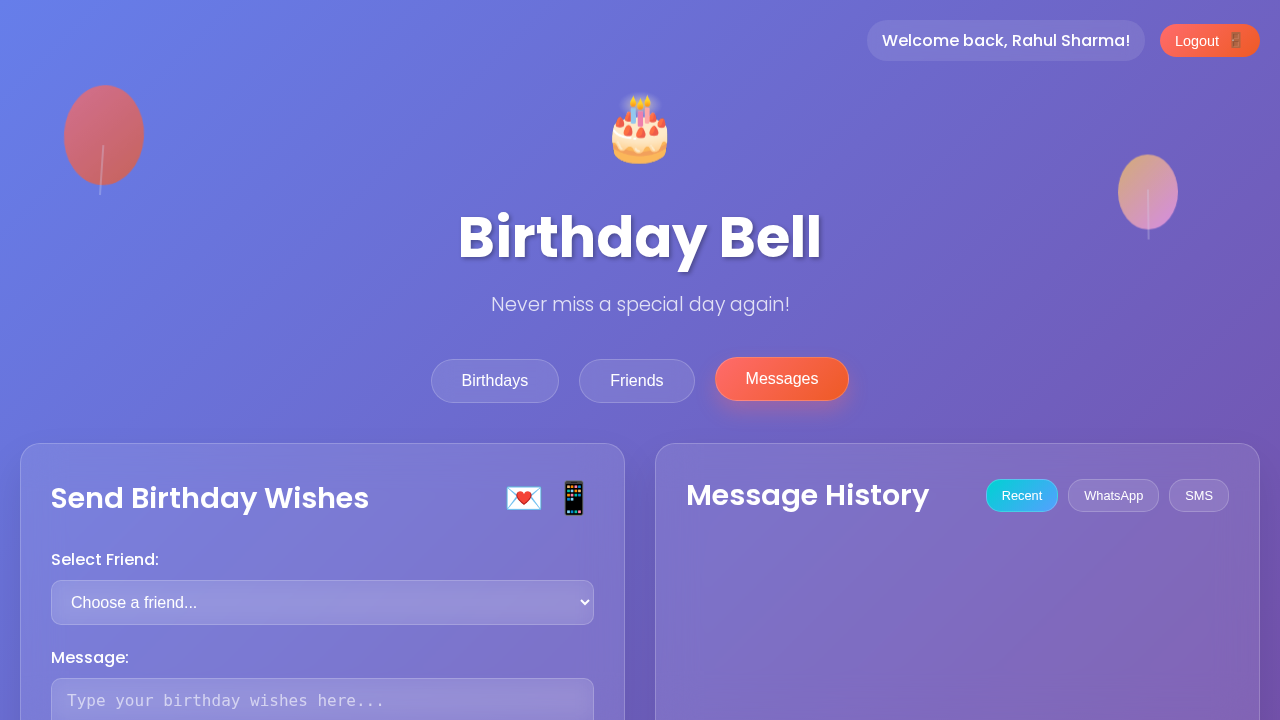 Welcome back, Rahul Sharma!
Logout
Birthday Bell
Never miss a special day again!
Birthdays
Friends
Messages
Send Birthday Wishes
Select Friend:
Choose a friend...
Message:
Type your birthday wishes here...
Message History
Recent
WhatsApp
SMS